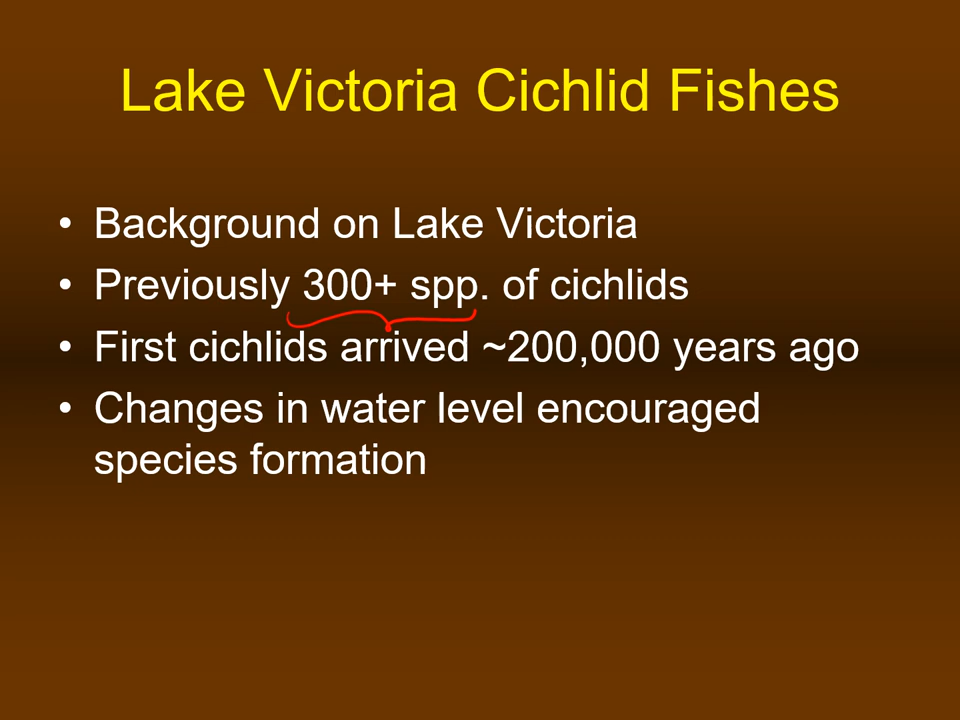 Lake Victoria Cichlid Fishes
• Background on Lake Victoria
• Previously 300+ spp. of cichlids
• First cichlids arrived ~200,000 years ago
• Changes in water level encouraged
species formation